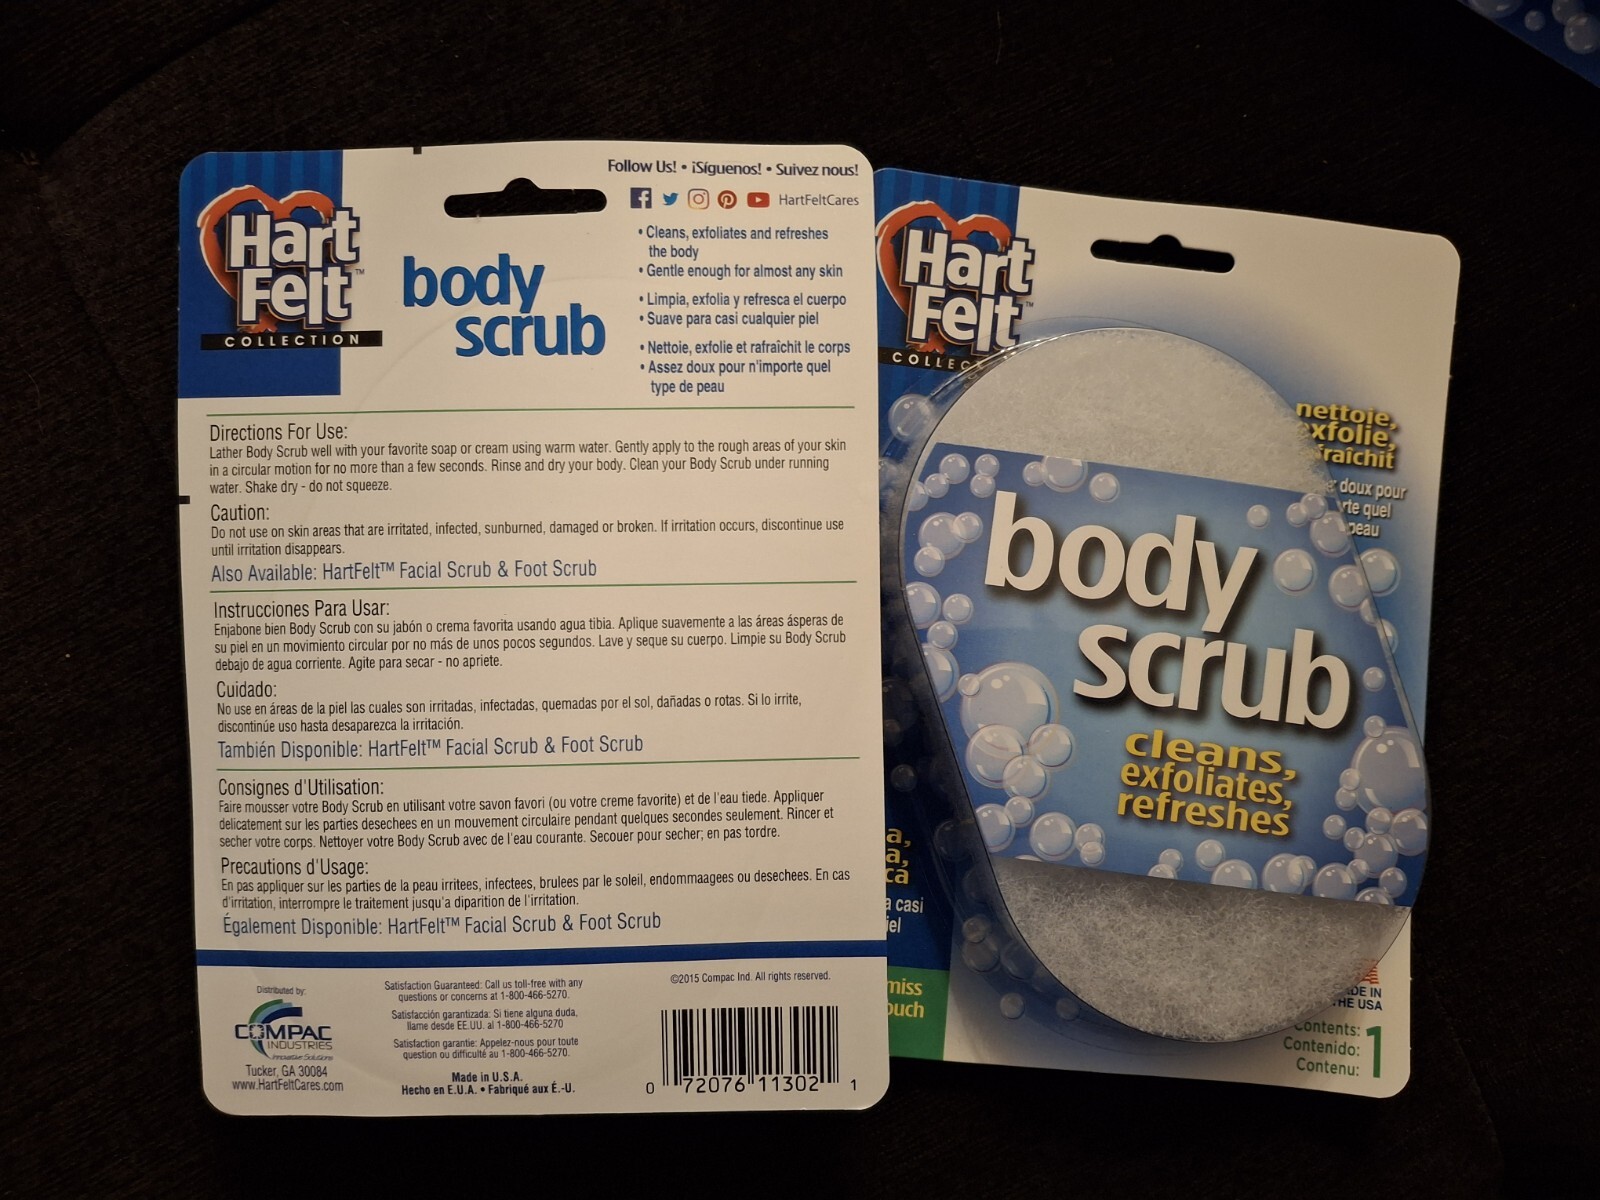 Hart
Felt™
COLLECTION
body
scrub
Follow Us! • ¡Síguenos! • Suivez nous!
HartFeltCares
• Cleans, exfoliates and refreshes
the body
• Gentle enough for almost any skin
• Limpia, exfolia y refresca el cuerpo
• Suave para casi cualquier piel
• Nettoie, exfolie et rafraîchit le corps
• Assez doux pour n'importe quel
type de peau
Directions For Use:
Lather Body Scrub well with your favorite soap or cream using warm water. Gently apply to the rough areas of your skin
in a circular motion for no more than a few seconds. Rinse and dry your body. Clean your Body Scrub under running
water. Shake dry - do not squeeze.
Caution:
Do not use on skin areas that are irritated, infected, sunburned, damaged or broken. If irritation occurs, discontinue use
until irritation disappears.
Also Available: HartFelt™ Facial Scrub & Foot Scrub
Instrucciones Para Usar:
Enjabone bien Body Scrub con su jabón o crema favorita usando agua tibia. Aplique suavemente a las áreas ásperas de
su piel en un movimiento circular por no más de unos pocos segundos. Lave y seque su cuerpo. Limpie su Body Scrub
debajo de agua corriente. Agite para secar - no apriete.
Cuidado:
No use en áreas de la piel las cuales son irritadas, infectadas, quemadas por el sol, dañadas o rotas. Si lo irrite,
discontinúe uso hasta desaparezca la irritación.
También Disponible: HartFelt™ Facial Scrub & Foot Scrub
Consignes d'Utilisation:
Faire mousser votre Body Scrub en utilisant votre savon favori (ou votre creme favorite) et de l'eau tiede. Appliquer
delicatement sur les parties desechees en un mouvement circulaire pendant quelques secondes seulement. Rincer et
secher votre corps. Nettoyer votre Body Scrub avec de l'eau courante. Secouer pour secher; en pas tordre.
Precautions d'Usage:
En pas appliquer sur les parties de la peau irritees, infectees, brulees par le soleil, endommaagees ou desechees. En cas
d'irritation, interrompre le traitement jusqu'a diparition de l'irritation.
Également Disponible: HartFelt™ Facial Scrub & Foot Scrub
Distributed by:
COMPAC
INDUSTRIES
Innovative Solutions
Tucker, GA 30084
www.HartFeltCares.com
Satisfaction Guaranteed: Call us toll-free with any
questions or concerns at 1-800-466-5270.
Satisfacción garantizada: Si tiene alguna duda,
llame desde EE.UU. al 1-800-466-5270
Satisfaction garantie: Appelez-nous pour toute
question ou difficulté au 1-800-466-5270.
Made in U.S.A.
Hecho en E.U.A. • Fabriqué aux É.-U.
©2015 Compac Ind. All rights reserved.
0 72076 11302 1
Hart
Felt™
COLLEC
nettoie,
exfolie,
fraîchit
doux pour
rte quel
peau
body
scrub
cleans,
exfoliates,
refreshes
a,
a,
ca
a casi
iel
miss
ouch
DE IN
HE USA
Contents:
Contenido:
Contenu:
1